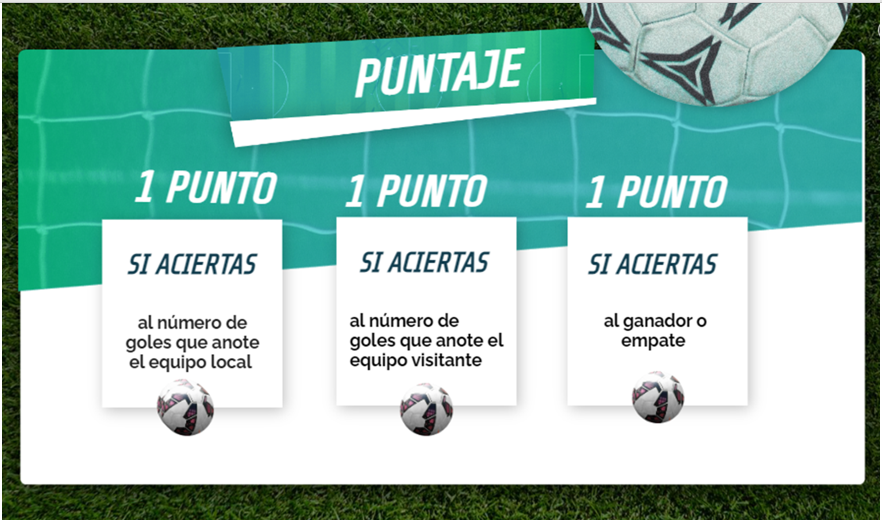 PUNTAJE
1 PUNTO
SI ACIERTAS
al número de
goles que anote
el equipo local
1 PUNTO
SI ACIERTAS
al número de
goles que anote el
equipo visitante
1 PUNTO
SI ACIERTAS
al ganador o
empate